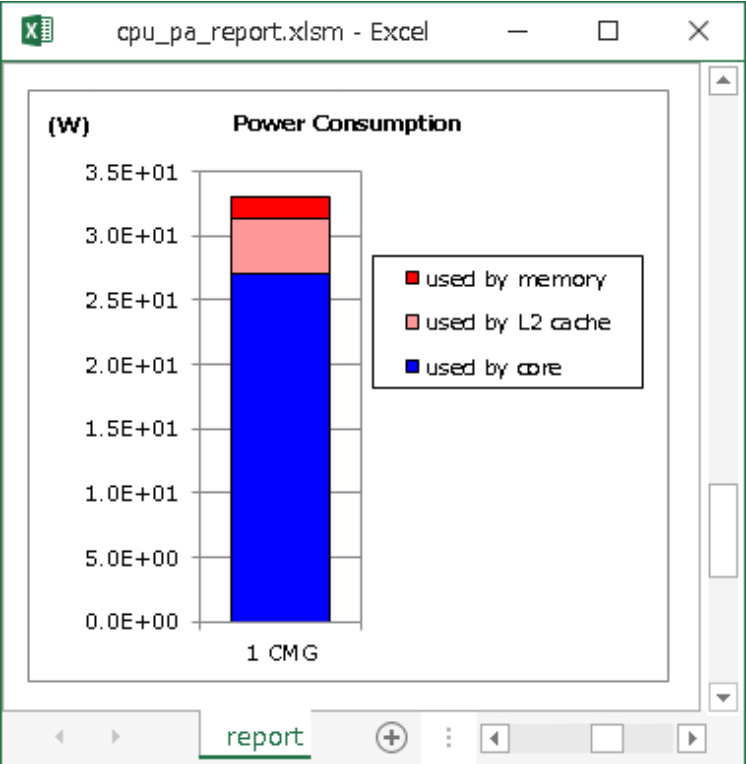 cpu_pa_report.xlsm - Excel
(W)
Power Consumption
3.5E+01
3.0E+01
2.5E+01
2.0E+01
1.5E+01
1.0E+01
5.0E+00
0.0E+00
1 CMG
used by memory
used by L2 cache
used by core
report